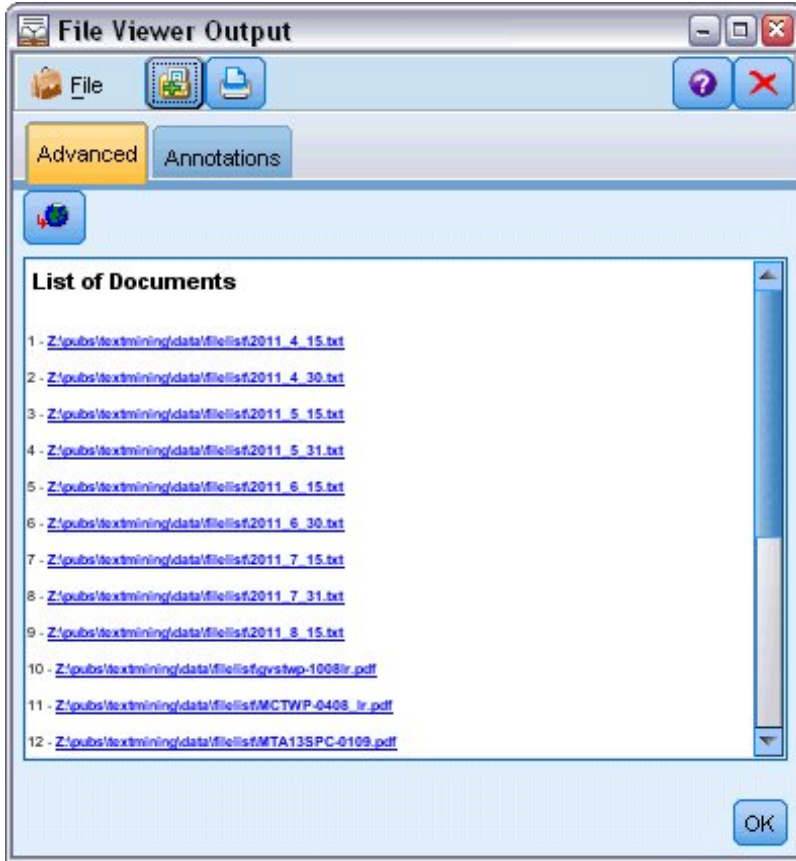 File Viewer Output
File
Advanced Annotations
List of Documents
1 - Z:\pubs\textmining\data\filelist\2011_4_15.txt
2 - Z:\pubs\textmining\data\filelist\2011_4_30.txt
3 - Z:\pubs\textmining\data\filelist\2011_5_15.txt
4 - Z:\pubs\textmining\data\filelist\2011_5_31.txt
5 - Z:\pubs\textmining\data\filelist\2011_6_15.txt
6 - Z:\pubs\textmining\data\filelist\2011_6_30.txt
7 - Z:\pubs\textmining\data\filelist\2011_7_15.txt
8 - Z:\pubs\textmining\data\filelist\2011_7_31.txt
9 - Z:\pubs\textmining\data\filelist\2011_8_15.txt
10 - Z:\pubs\textmining\data\filelist\gvstwp-1008lr.pdf
11 - Z:\pubs\textmining\data\filelist\MCTWP-0408_lr.pdf
12 - Z:\pubs\textmining\data\filelist\MTA13SPC-0109.pdf
OK